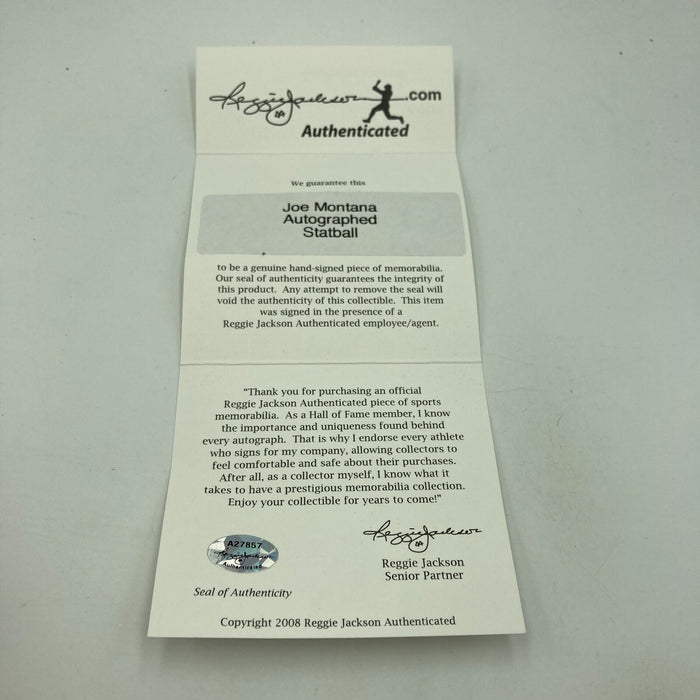 Reggie Jackson .com
Authenticated
We guarantee this
Joe Montana
Autographed
Statball
to be a genuine hand-signed piece of memorabilia.
Our seal of authenticity guarantees the integrity of
this product. Any attempt to remove the seal will
void the authenticity of this collectible. This item
was signed in the presence of a
Reggie Jackson Authenticated employee/agent.
“Thank you for purchasing an official
Reggie Jackson Authenticated piece of sports
memorabilia. As a Hall of Fame member, I know
the importance and uniqueness found behind
every autograph. That is why I endorse every athlete
who signs for my company, allowing collectors to
feel comfortable and safe about their purchases.
After all, as a collector myself, I know what it
takes to have a prestigious memorabilia collection.
Enjoy your collectible for years to come!”
Reggie Jackson
A27857
Reggie Jackson
Authenticated
Reggie Jackson
Senior Partner
Seal of Authenticity
Copyright 2008 Reggie Jackson Authenticated